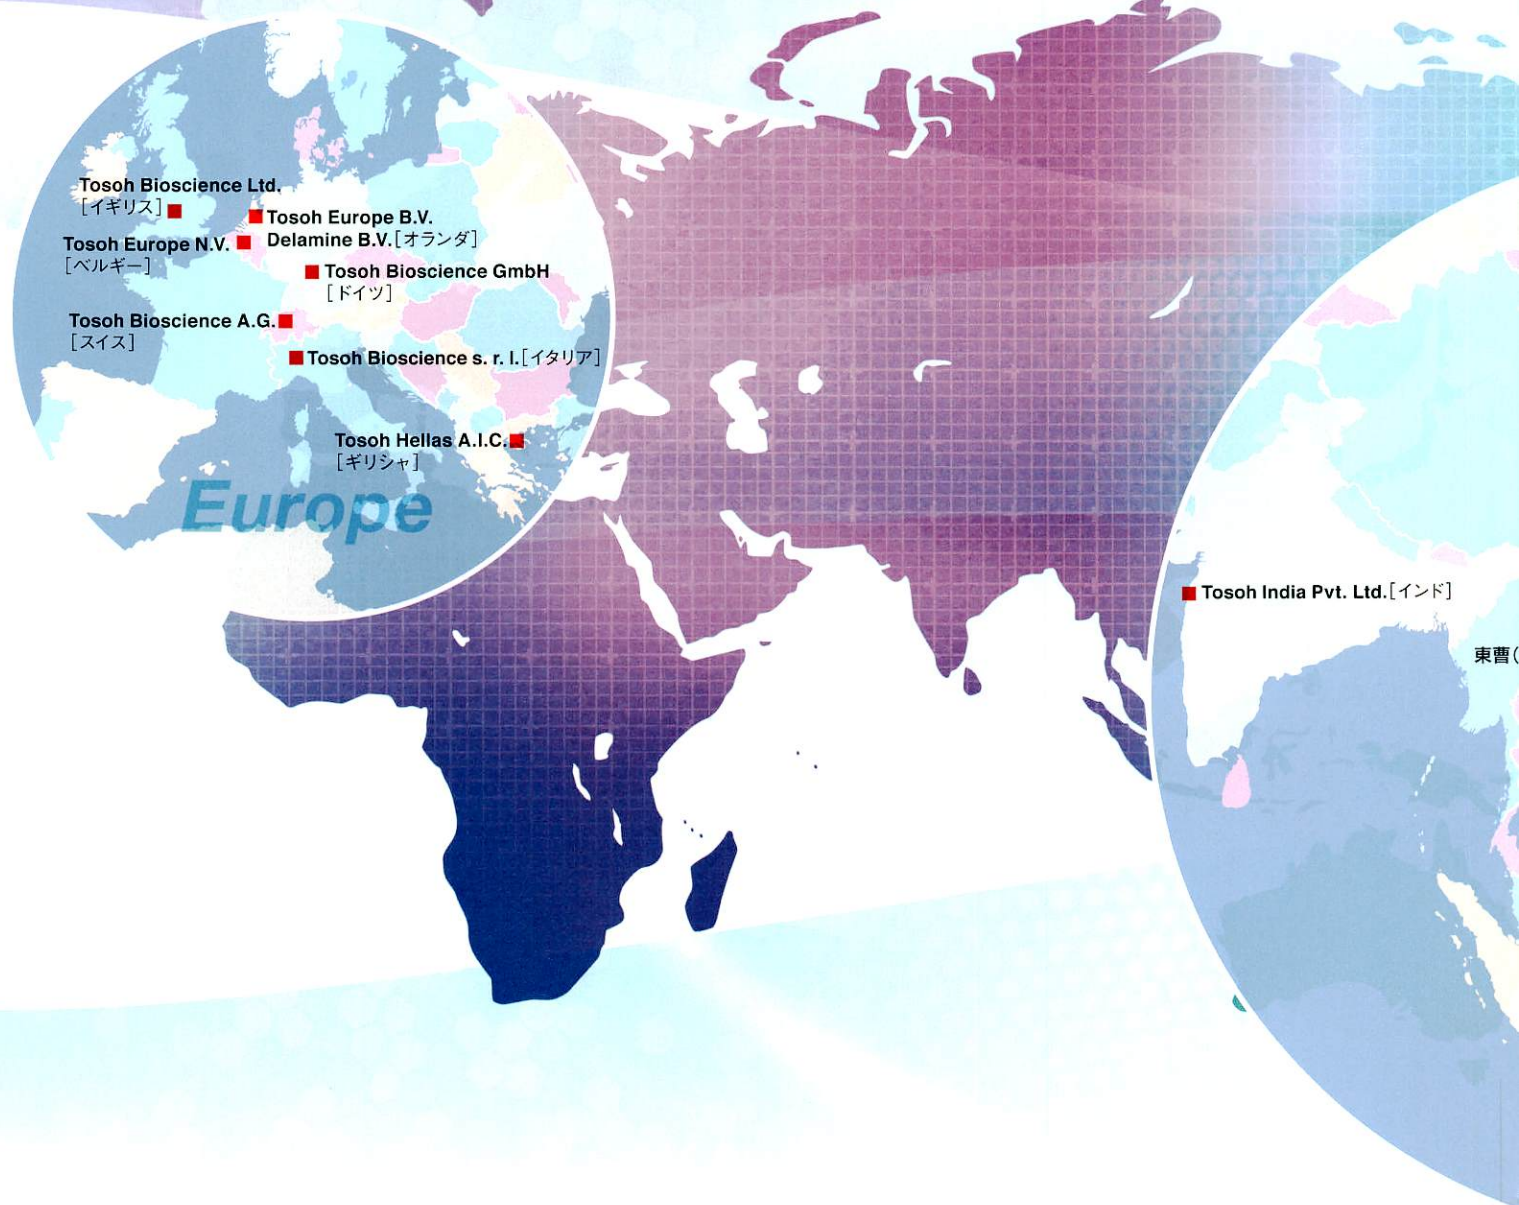 Tosoh Bioscience Ltd.
[イギリス]
Tosoh Europe B.V.
Delamine B.V.[オランダ]
Tosoh Europe N.V.
[ベルギー]
Tosoh Bioscience GmbH
[ドイツ]
Tosoh Bioscience A.G.
[スイス]
Tosoh Bioscience s. r. l.[イタリア]
Tosoh Hellas A.I.C.
[ギリシャ]
Europe
Tosoh India Pvt. Ltd.[インド]
東曹(